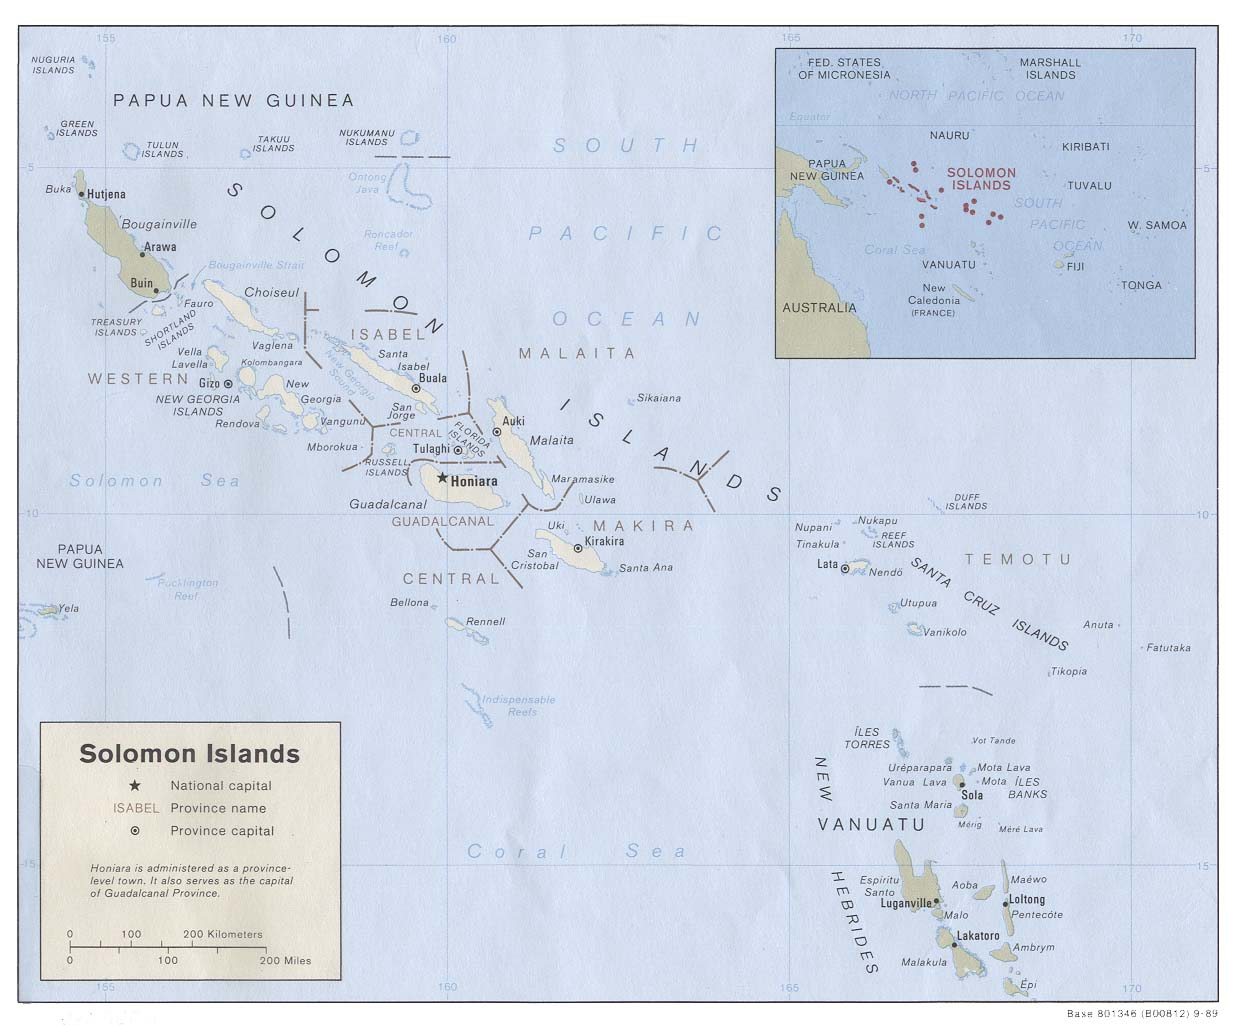 155
160
165
170
NUGURIA
ISLANDS
PAPUA NEW GUINEA
GREEN
ISLANDS
TULUN
ISLANDS
TAKUU
ISLANDS
NUKUMANU
ISLANDS
SOUTH
PACIFIC
OCEAN
5
5
Ontong
Java
Roncador
Reef
Buka
Hutjena
Bougainville
Arawa
Buin
Bougainville Strait
SOLOMON
ISLANDS
Choiseul
Fauro
TREASURY
ISLANDS
SHORTLAND
ISLANDS
ISABEL
MALAITA
Vella
Lavella
Vaglena
Kolombangara
WESTERN
Gizo
New
Georgia
NEW GEORGIA
ISLANDS
New Georgia
Sound
Santa
Isabel
Buala
San
Jorge
Rendova
Vangunu
Mborokua
CENTRAL
FLORIDA
ISLANDS
Tulaghi
RUSSELL
ISLANDS
Auki
Malaita
Sikaiana
Maramasike
Ulawa
Solomon Sea
Honiara
Guadalcanal
GUADALCANAL
10
10
Uki
MAKIRA
Kirakira
San
Cristobal
Santa Ana
PAPUA
NEW GUINEA
CENTRAL
Pocklington
Reef
Yela
Bellona
Rennell
Indispensable
Reefs
DUFF
ISLANDS
Nupani
Nukapu
REEF
ISLANDS
Tinakula
TEMOTU
Lata
Nendö
SANTA CRUZ ISLANDS
Utupua
Vanikolo
Anuta
Fatutaka
Tikopia
ÎLES
TORRES
Vot Tande
Uréparapara
Mota Lava
Vanua Lava
Mota
ÎLES
BANKS
Sola
Santa Maria
Mérig
Méré Lava
NEW
HEBRIDES
VANUATU
Coral Sea
15
15
Espiritu
Santo
Luganville
Aoba
Maéwo
Loltong
Pentecóte
Malo
Lakatoro
Ambrym
Malakula
Épi
155
160
165
170
FED. STATES
OF MICRONESIA
MARSHALL
ISLANDS
NORTH PACIFIC OCEAN
Equator
NAURU
KIRIBATI
PAPUA
NEW GUINEA
SOLOMON
ISLANDS
TUVALU
SOUTH
PACIFIC
OCEAN
W. SAMOA
Coral Sea
VANUATU
FIJI
New
Caledonia
(FRANCE)
TONGA
AUSTRALIA
Solomon Islands
National capital
ISABEL Province name
Province capital
Honiara is administered as a province-
level town. It also serves as the capital
of Guadalcanal Province.
0 100 200 Kilometers
0 100 200 Miles
Base 801346 (B00812) 9-89